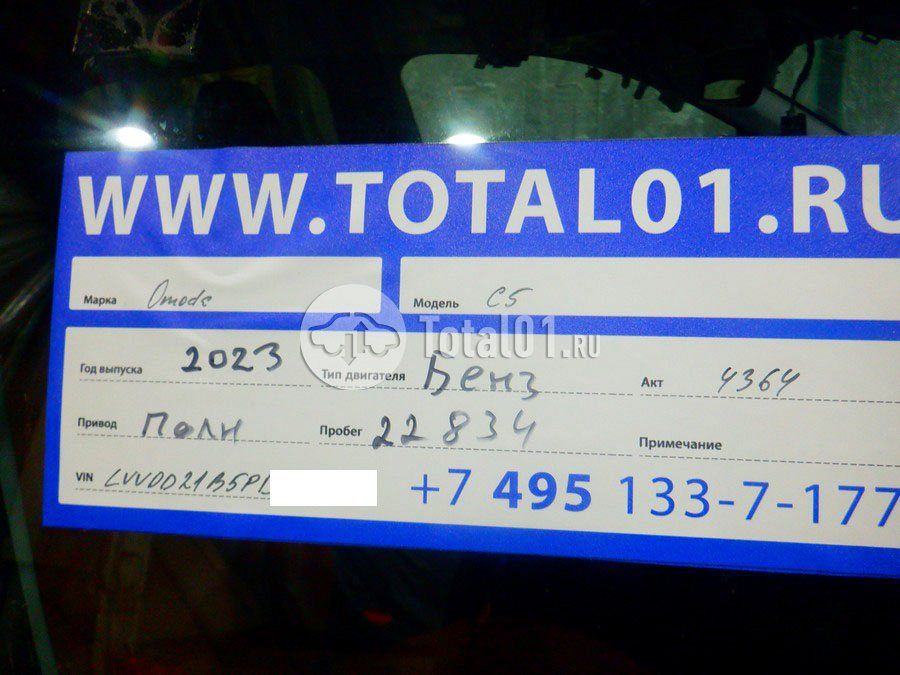 WWW.TOTAL01.RU
Марка Omoda Модель C5
Total01.RU
Год выпуска 2023 Тип двигателя Бенз Акт 4364
Привод Полн Пробег 22834 Примечание
VIN LVVDD21B5PD +7 495 133-7-177